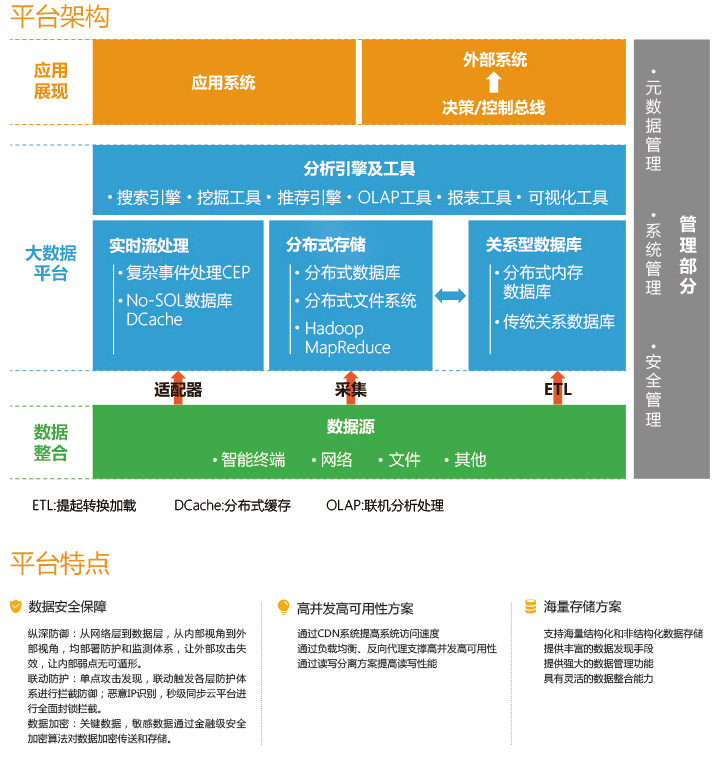 平台架构
应用
展现
应用系统
外部系统
决策/控制总线
大数据
平台
分析引擎及工具
·搜索引擎·挖掘工具·推荐引擎·OLAP工具·报表工具·可视化工具
实时流处理
·复杂事件处理CEP
·No-SOL数据库
DCache
分布式存储
·分布式数据库
·分布式文件系统
·Hadoop
MapReduce
关系型数据库
·分布式内存
数据库
·传统关系数据库
适配器
采集
ETL
数据
整合
数据源
·智能终端 ·网络 ·文件 ·其他
·元数据管理
·系统管理
·安全管理
管理部分
ETL:提起转换加载 DCache:分布式缓存 OLAP:联机分析处理
平台特点
数据安全保障
纵深防御：从网络层到数据层，从内部视角到外
部视角，均部署防护和监测体系，让外部攻击失
效，让内部弱点无可遁形。
联动防护：单点攻击发现，联动触发各层防护体
系进行拦截防御；恶意IP识别，秒级同步云平台进
行全面封锁拦截。
数据加密：关键数据，敏感数据通过金融级安全
加密算法对数据加密传送和存储。
高并发高可用性方案
通过CDN系统提高系统访问速度
通过负载均衡、反向代理支撑高并发高可用性
通过读写分离方案提高读写性能
海量存储方案
支持海量结构化和非结构化数据存储
提供丰富的数据发现手段
提供强大的数据管理功能
具有灵活的数据整合能力